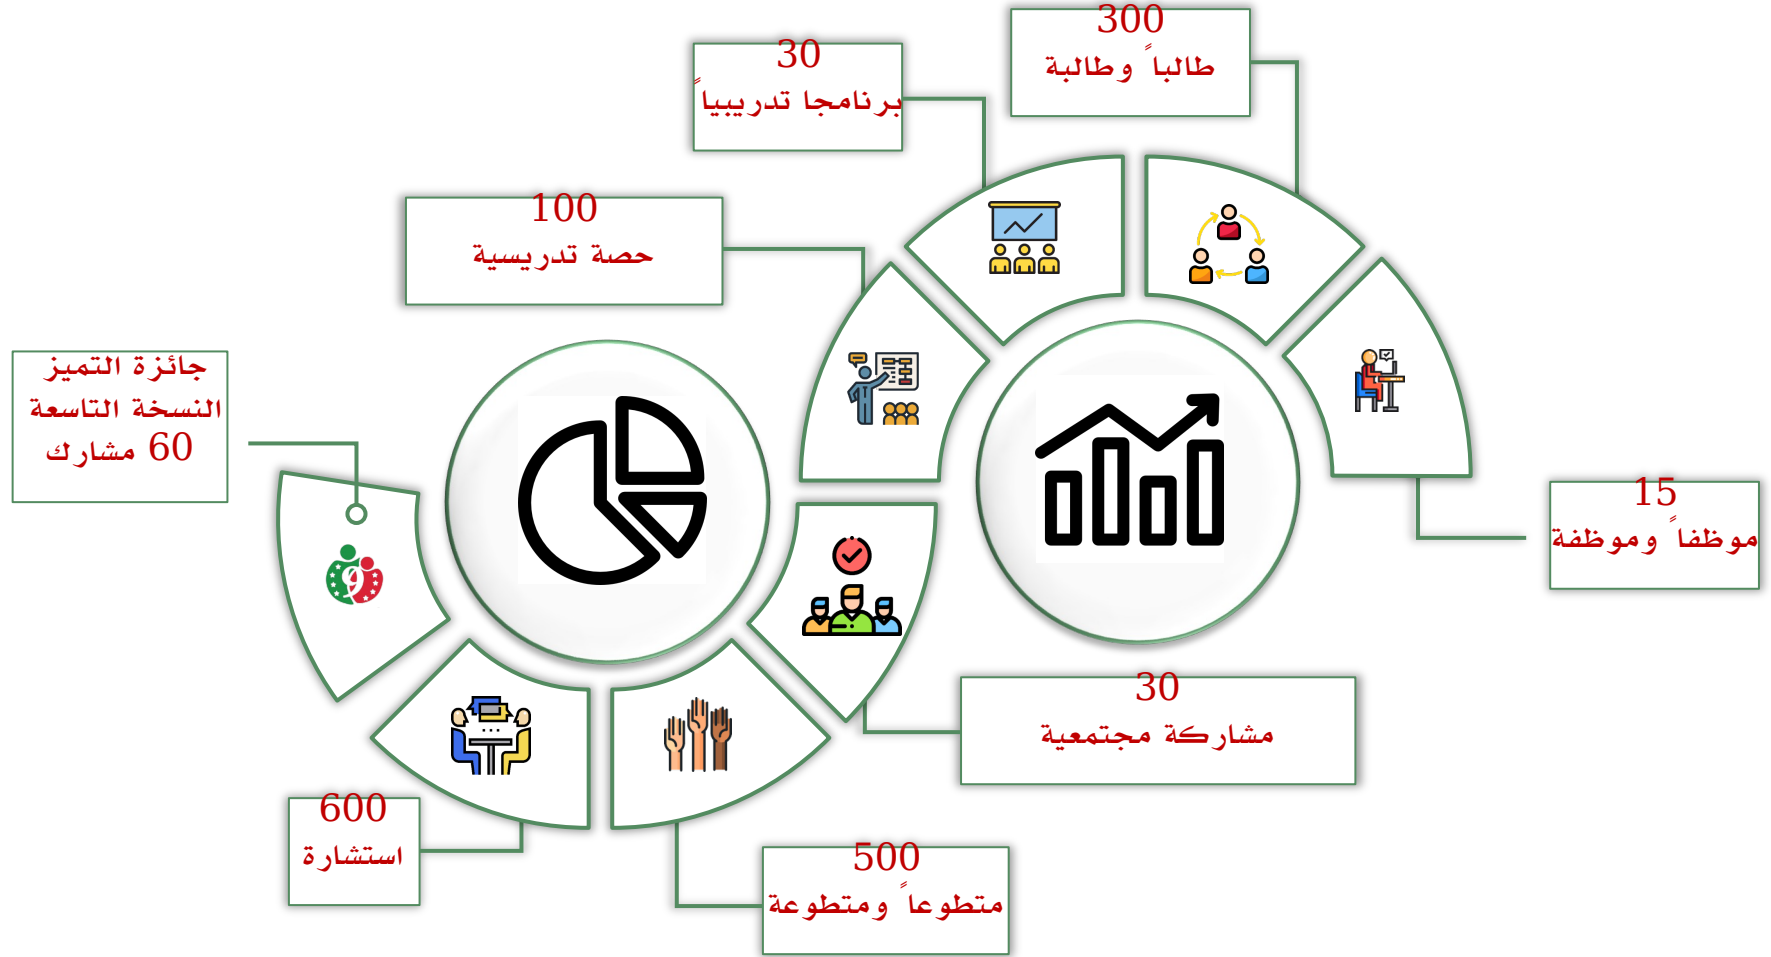 300
طالباً وطالبة
30
برنامجا تدريبياً
100
حصة تدريسية
جائزة التميز
النسخة التاسعة
60 مشارك
15
موظفاً وموظفة
30
مشاركة مجتمعية
600
استشارة
500
متطوعاً ومتطوعة